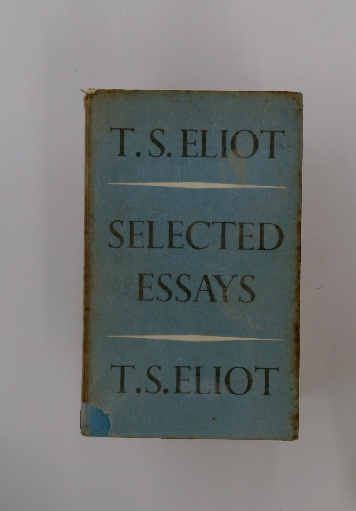 T. S. ELIOT
SELECTED
ESSAYS
T. S. ELIOT